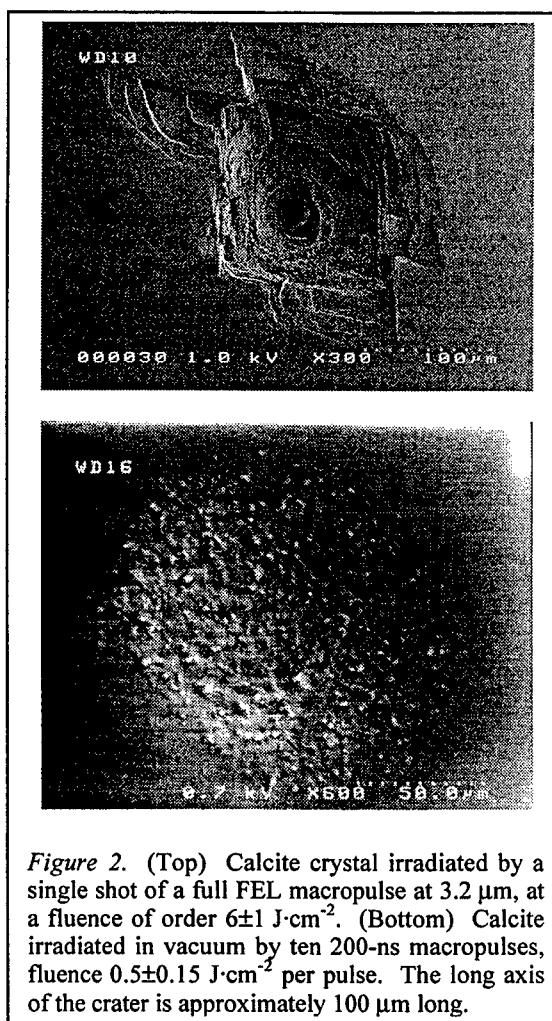 WD10
000030 1.0 kV X300 100µm
WD16
0.7 kV X600 50.0µm
Figure 2. (Top) Calcite crystal irradiated by a
single shot of a full FEL macropulse at 3.2 µm, at
a fluence of order 6±1 J·cm-2. (Bottom) Calcite
irradiated in vacuum by ten 200-ns macropulses,
fluence 0.5±0.15 J·cm-2 per pulse. The long axis
of the crater is approximately 100 µm long.